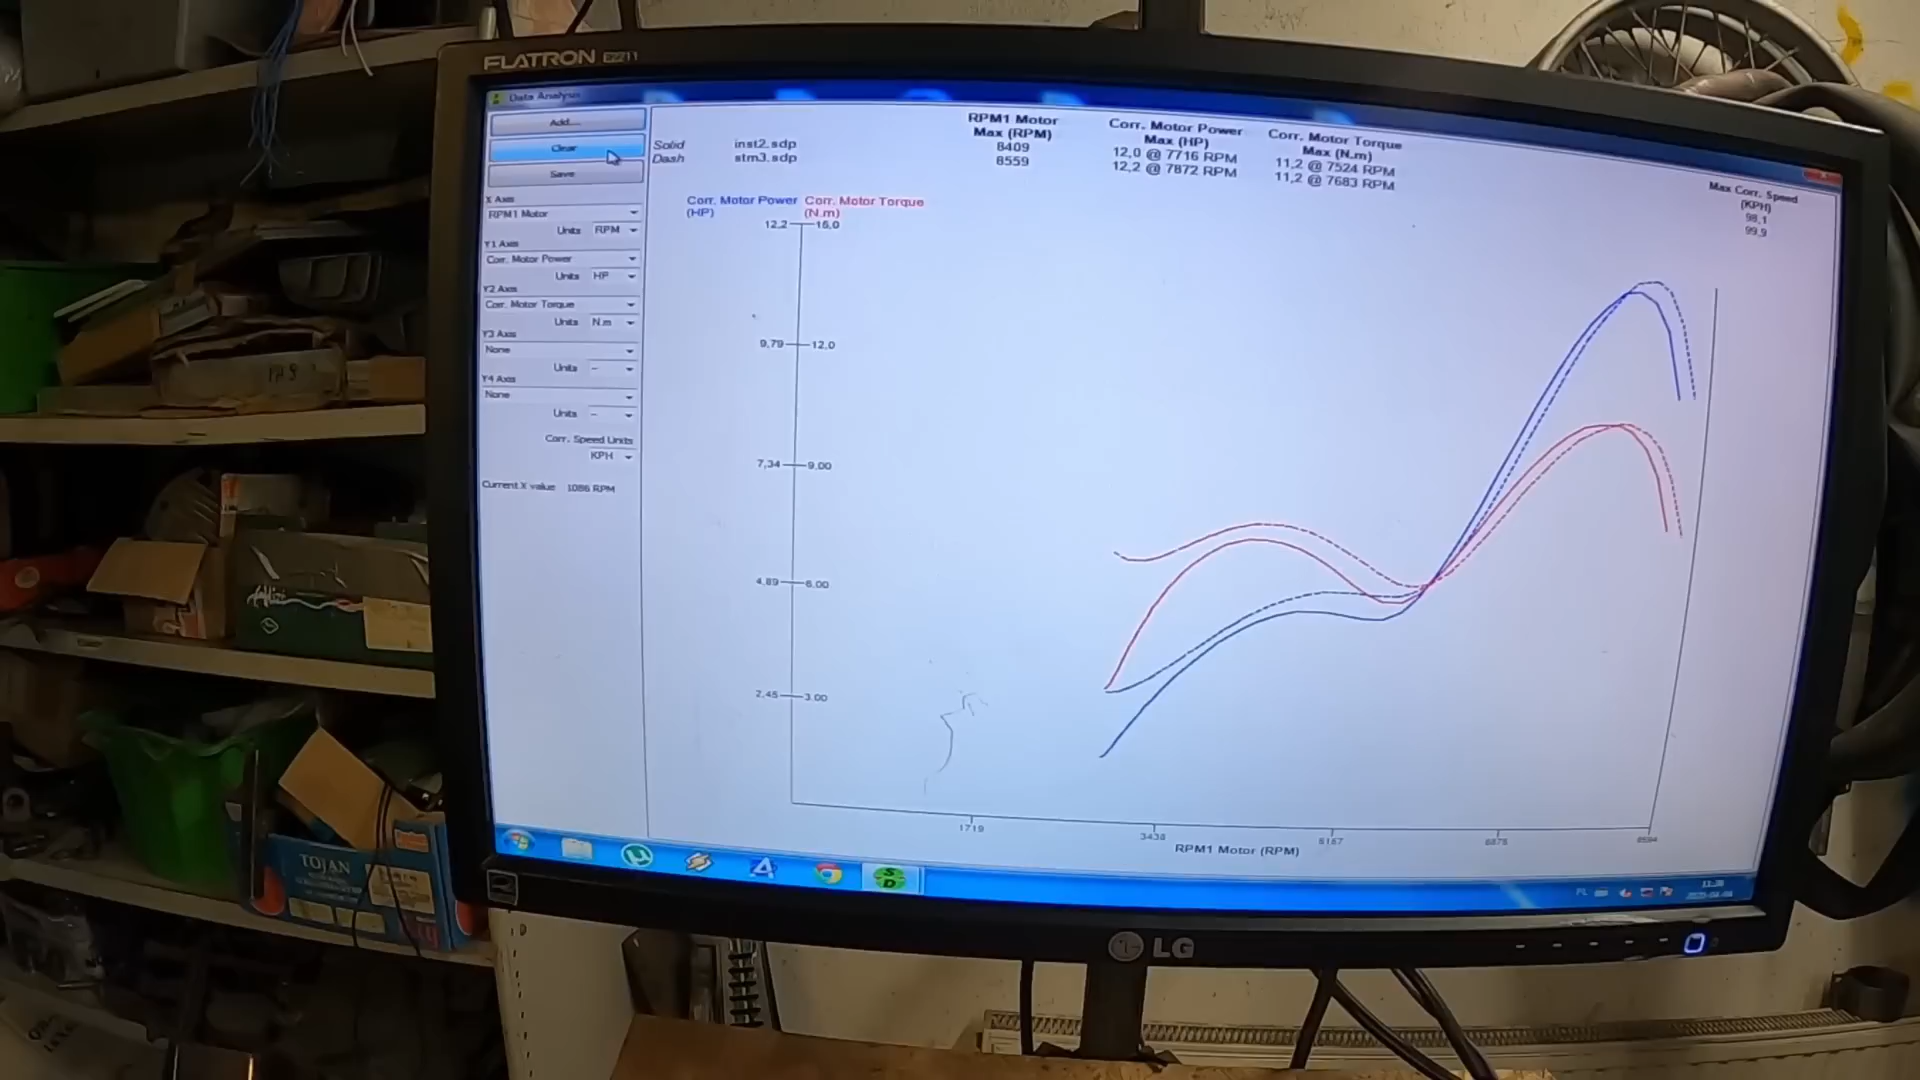 FLATRON
Data Analysis
Add...
Clear
Save
X Axis
RPM1 Motor
Units RPM
Y1 Axis
Corr. Motor Power
Units HP
Y2 Axis
Corr. Motor Torque
Units N.m
Y3 Axis
None
Units --
Y4 Axis
None
Units --
Corr. Speed Units
KPH
Current X value 1086 RPM
Solid inst2.sdp
Dash stm3.sdp
RPM1 Motor
Max (RPM)
8409
8559
Corr. Motor Power
Max (HP)
12,0 @ 7716 RPM
12,2 @ 7872 RPM
Corr. Motor Torque
Max (N.m)
11,2 @ 7524 RPM
11,2 @ 7683 RPM
Max Corr. Speed
(KPH)
98,1
99,9
Corr. Motor Power Corr. Motor Torque
(HP) (N.m)
12,2 15,0
9,79 12,0
7,34 9,00
4,89 6,00
2,45 3,00
1719 3438 5157 6875 8594
RPM1 Motor (RPM)
PL 11:28
S
D
LG
TOJAN